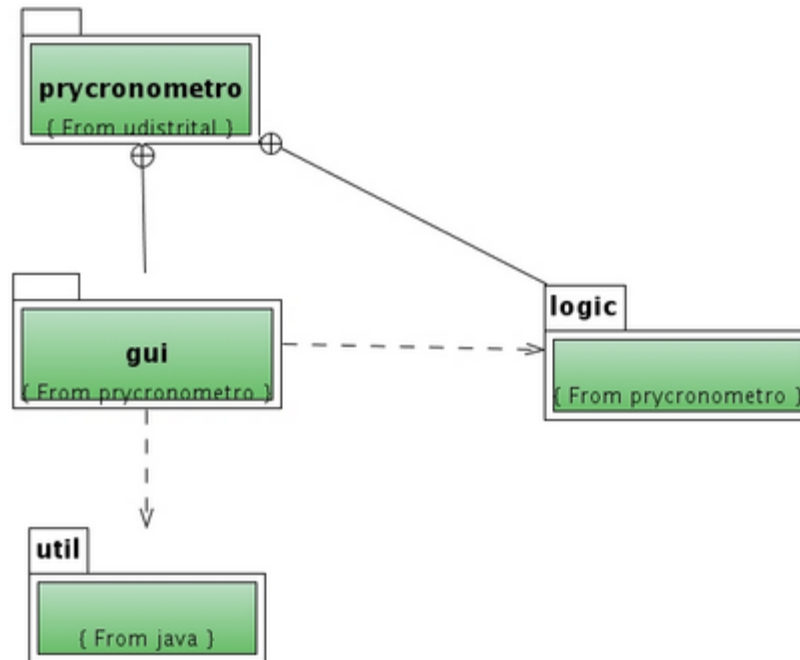 prycronometro
{ From udistrital }
logic
gui
{ From prycronometro }
{ From prycronometro }
util
{ From java }